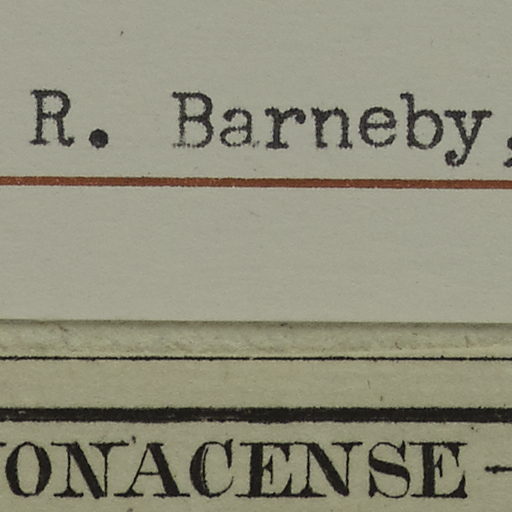 R. Barneby,
ONACENSE -